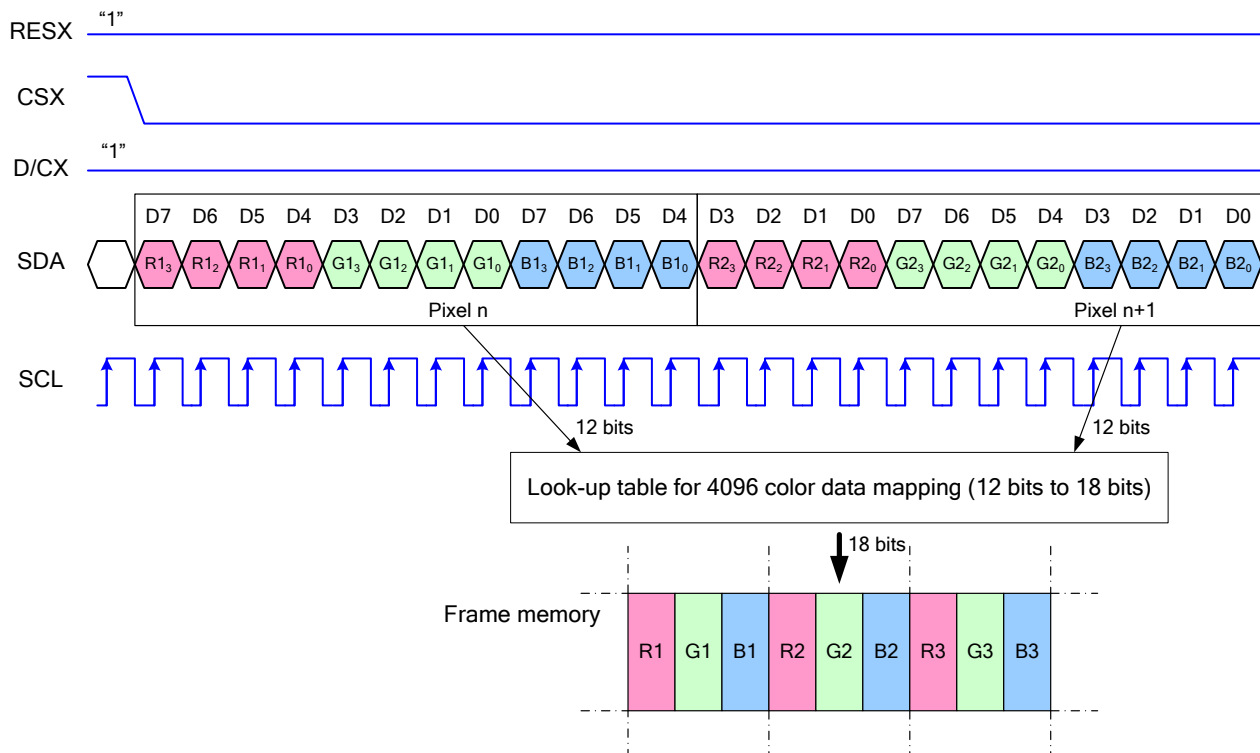 RESX "1"
CSX
D/CX "1"
D7 D6 D5 D4 D3 D2 D1 D0 D7 D6 D5 D4 D3 D2 D1 D0 D7 D6 D5 D4 D3 D2 D1 D0
SDA R1₃ R1₂ R1₁ R1₀ G1₃ G1₂ G1₁ G1₀ B1₃ B1₂ B1₁ B1₀ R2₃ R2₂ R2₁ R2₀ G2₃ G2₂ G2₁ G2₀ B2₃ B2₂ B2₁ B2₀
Pixel n Pixel n+1
SCL
12 bits 12 bits
Look-up table for 4096 color data mapping (12 bits to 18 bits)
18 bits
Frame memory
R1 G1 B1 R2 G2 B2 R3 G3 B3